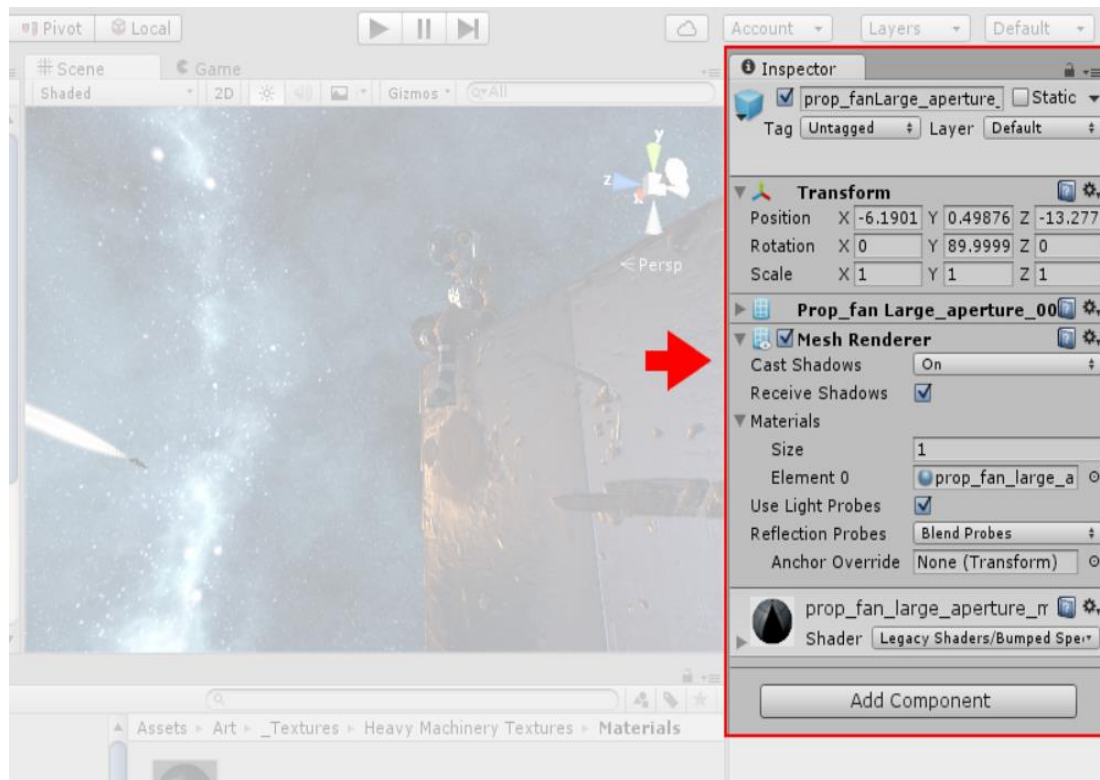 Pivot Local
Account Layers Default
Scene Game
Shaded 2D Gizmos All
y
z
x
Persp
Inspector
prop_fanLarge_aperture_ Static
Tag Untagged Layer Default
Transform
Position X -6.1901 Y 0.49876 Z -13.277
Rotation X 0 Y 89.9999 Z 0
Scale X 1 Y 1 Z 1
Prop_fan Large_aperture_00
Mesh Renderer
Cast Shadows On
Receive Shadows
Materials
Size 1
Element 0 prop_fan_large_a
Use Light Probes
Reflection Probes Blend Probes
Anchor Override None (Transform)
prop_fan_large_aperture_m
Shader Legacy Shaders/Bumped Spe
Add Component
Assets Art _Textures Heavy Machinery Textures Materials